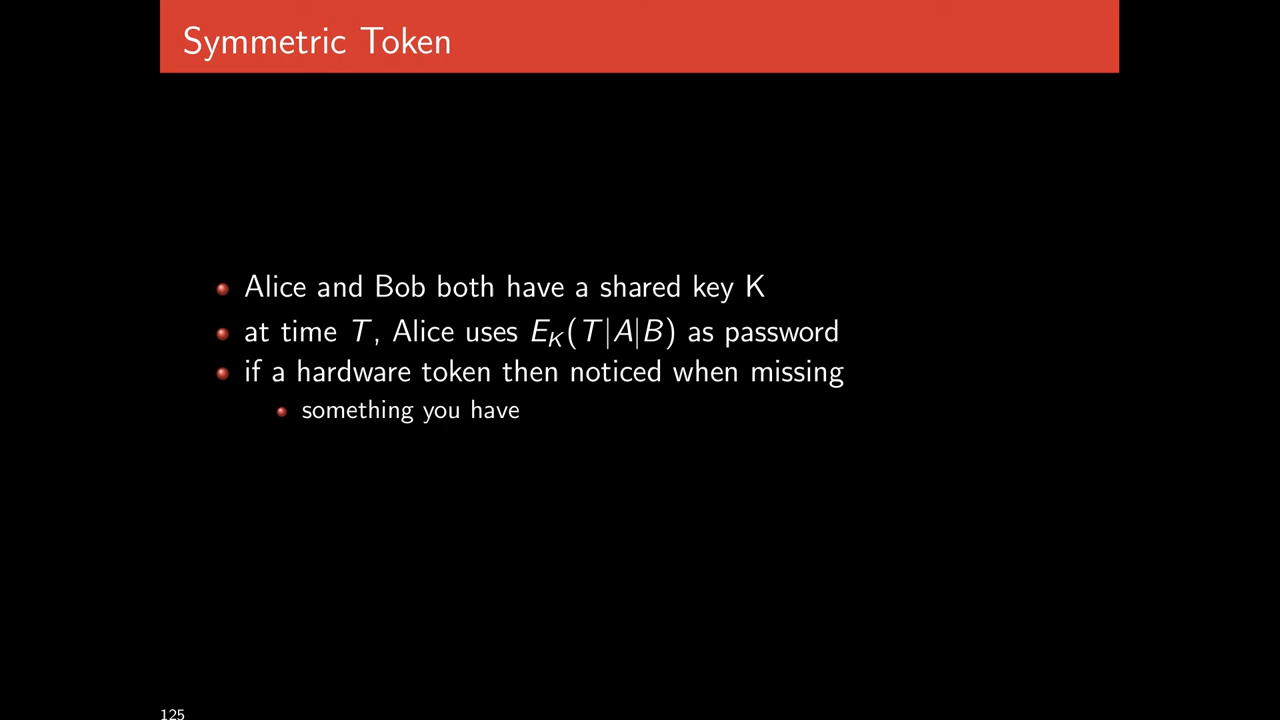 Symmetric Token
Alice and Bob both have a shared key K
at time T, Alice uses E_K(T|A|B) as password
if a hardware token then noticed when missing
something you have
125